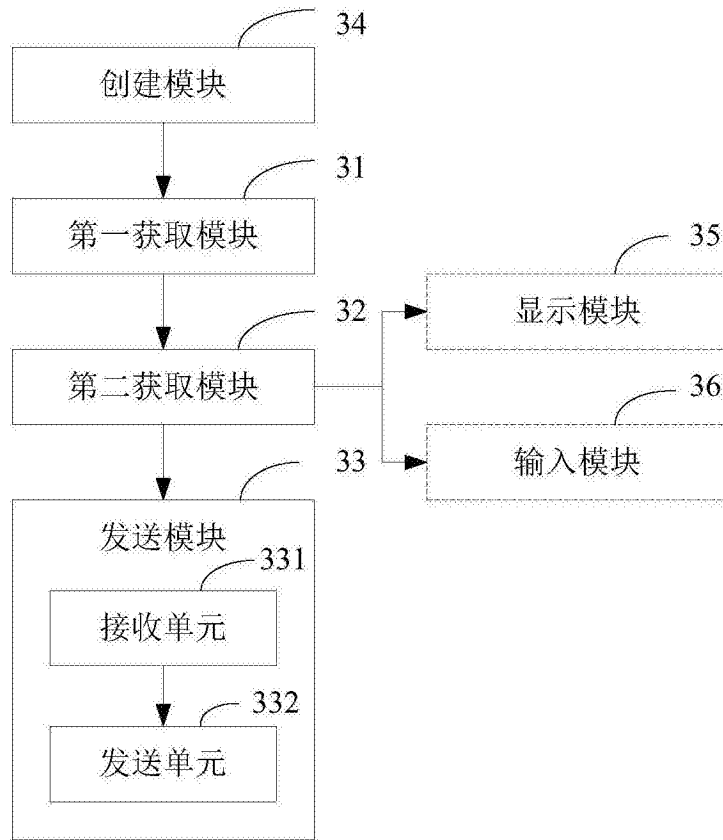 34
创建模块
31
第一获取模块
35
显示模块
32
第二获取模块
36
输入模块
33
发送模块
331
接收单元
332
发送单元